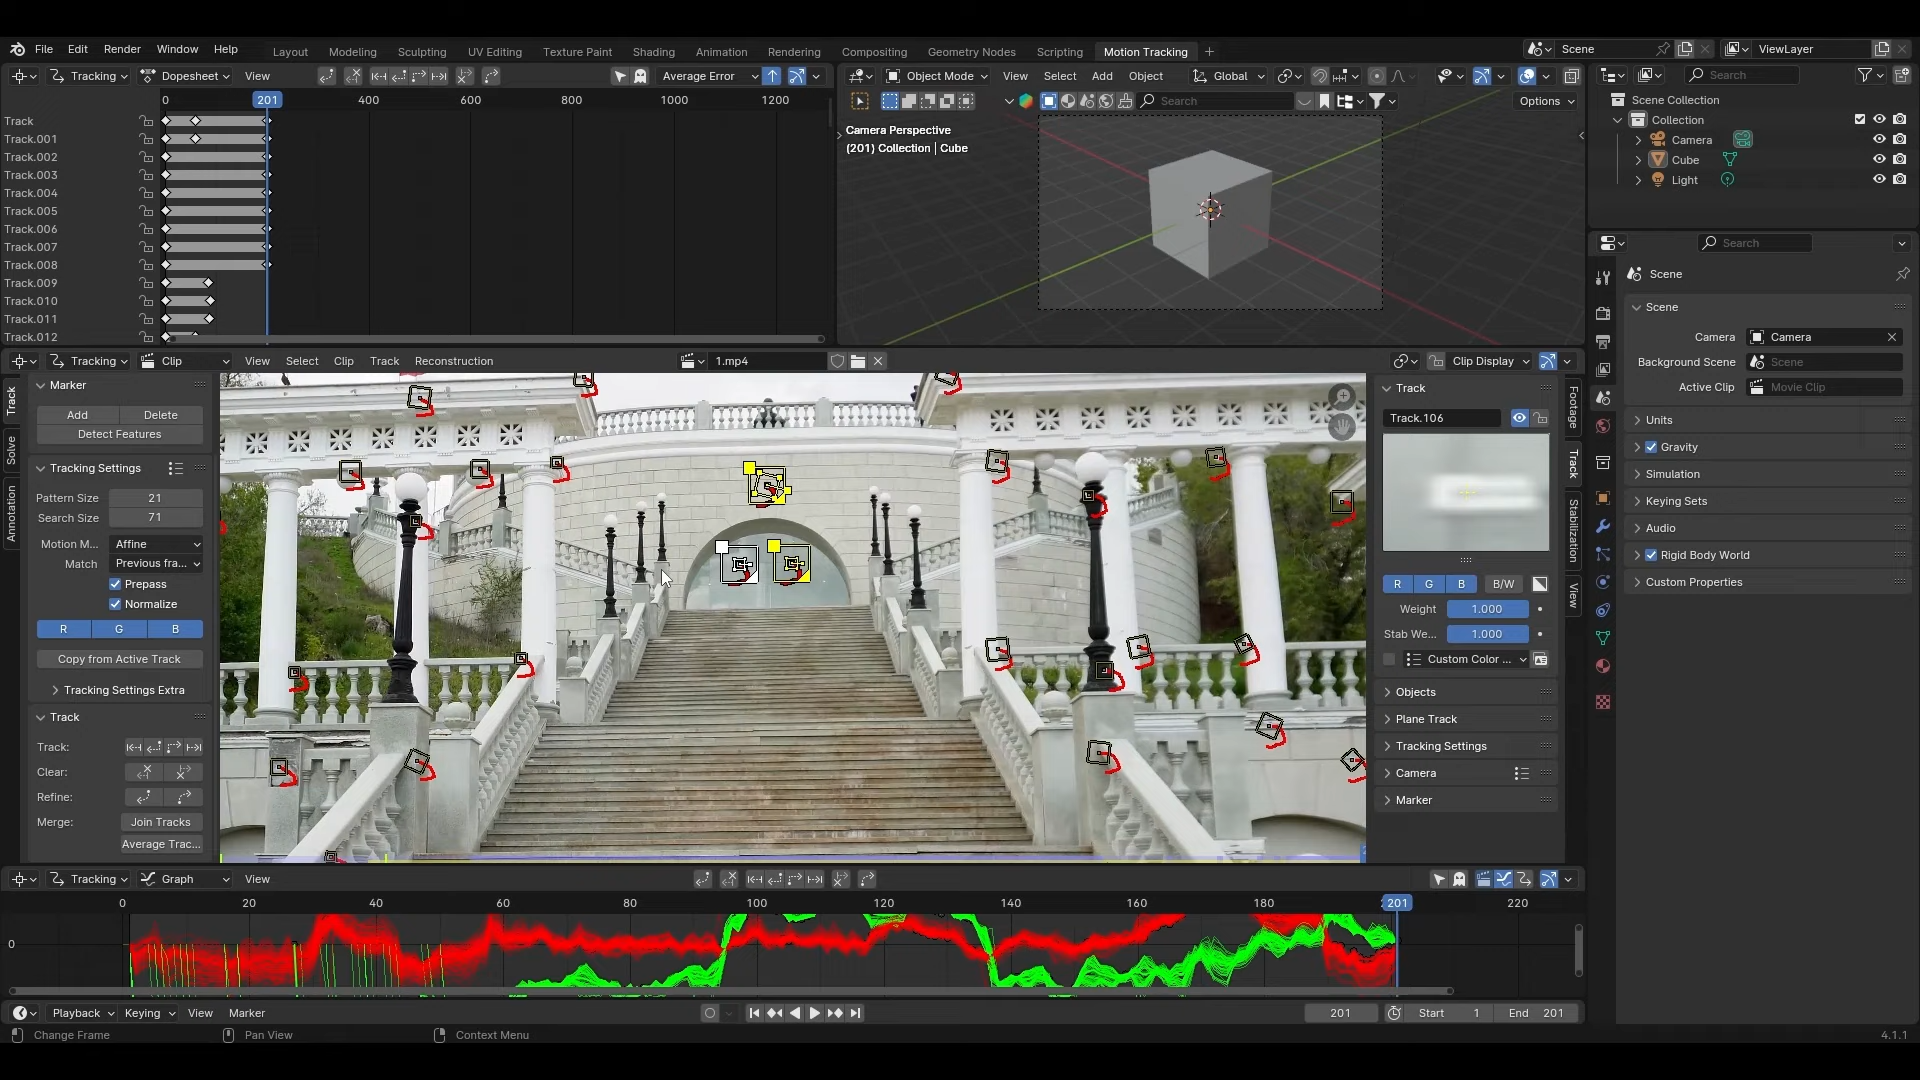 File Edit Render Window Help Layout Modeling Sculpting UV Editing Texture Paint Shading Animation Rendering Compositing Geometry Nodes Scripting Motion Tracking + Scene ViewLayer
Tracking Dopesheet View Average Error
Object Mode View Select Add Object Global
Search
0 201 400 600 800 1000 1200
Search Options
Track
Track.001
Track.002
Track.003
Track.004
Track.005
Track.006
Track.007
Track.008
Track.009
Track.010
Track.011
Track.012
Camera Perspective
(201) Collection | Cube
Scene Collection
Collection
Camera
Cube
Light
Search
Scene
Scene
Camera Camera
Background Scene Scene
Active Clip Movie Clip
Units
Gravity
Simulation
Keying Sets
Audio
Rigid Body World
Custom Properties
Tracking Clip View Select Clip Track Reconstruction 1.mp4 Clip Display
Track
Solve
Annotation
Marker
Add Delete
Detect Features
Tracking Settings
Pattern Size 21
Search Size 71
Motion M... Affine
Match Previous fra...
Prepass
Normalize
R G B
Copy from Active Track
Tracking Settings Extra
Track
Track:
Clear:
Refine:
Merge: Join Tracks
Average Trac...
Track
Track.106
R G B B/W
Weight 1.000
Stab We... 1.000
Custom Color ...
Objects
Plane Track
Tracking Settings
Camera
Marker
Footage
Track
Stabilization
View
Tracking Graph View
0 20 40 60 80 100 120 140 160 180 201 220
0
Playback Keying View Marker 201 Start 1 End 201
Change Frame Pan View Context Menu 4.1.1